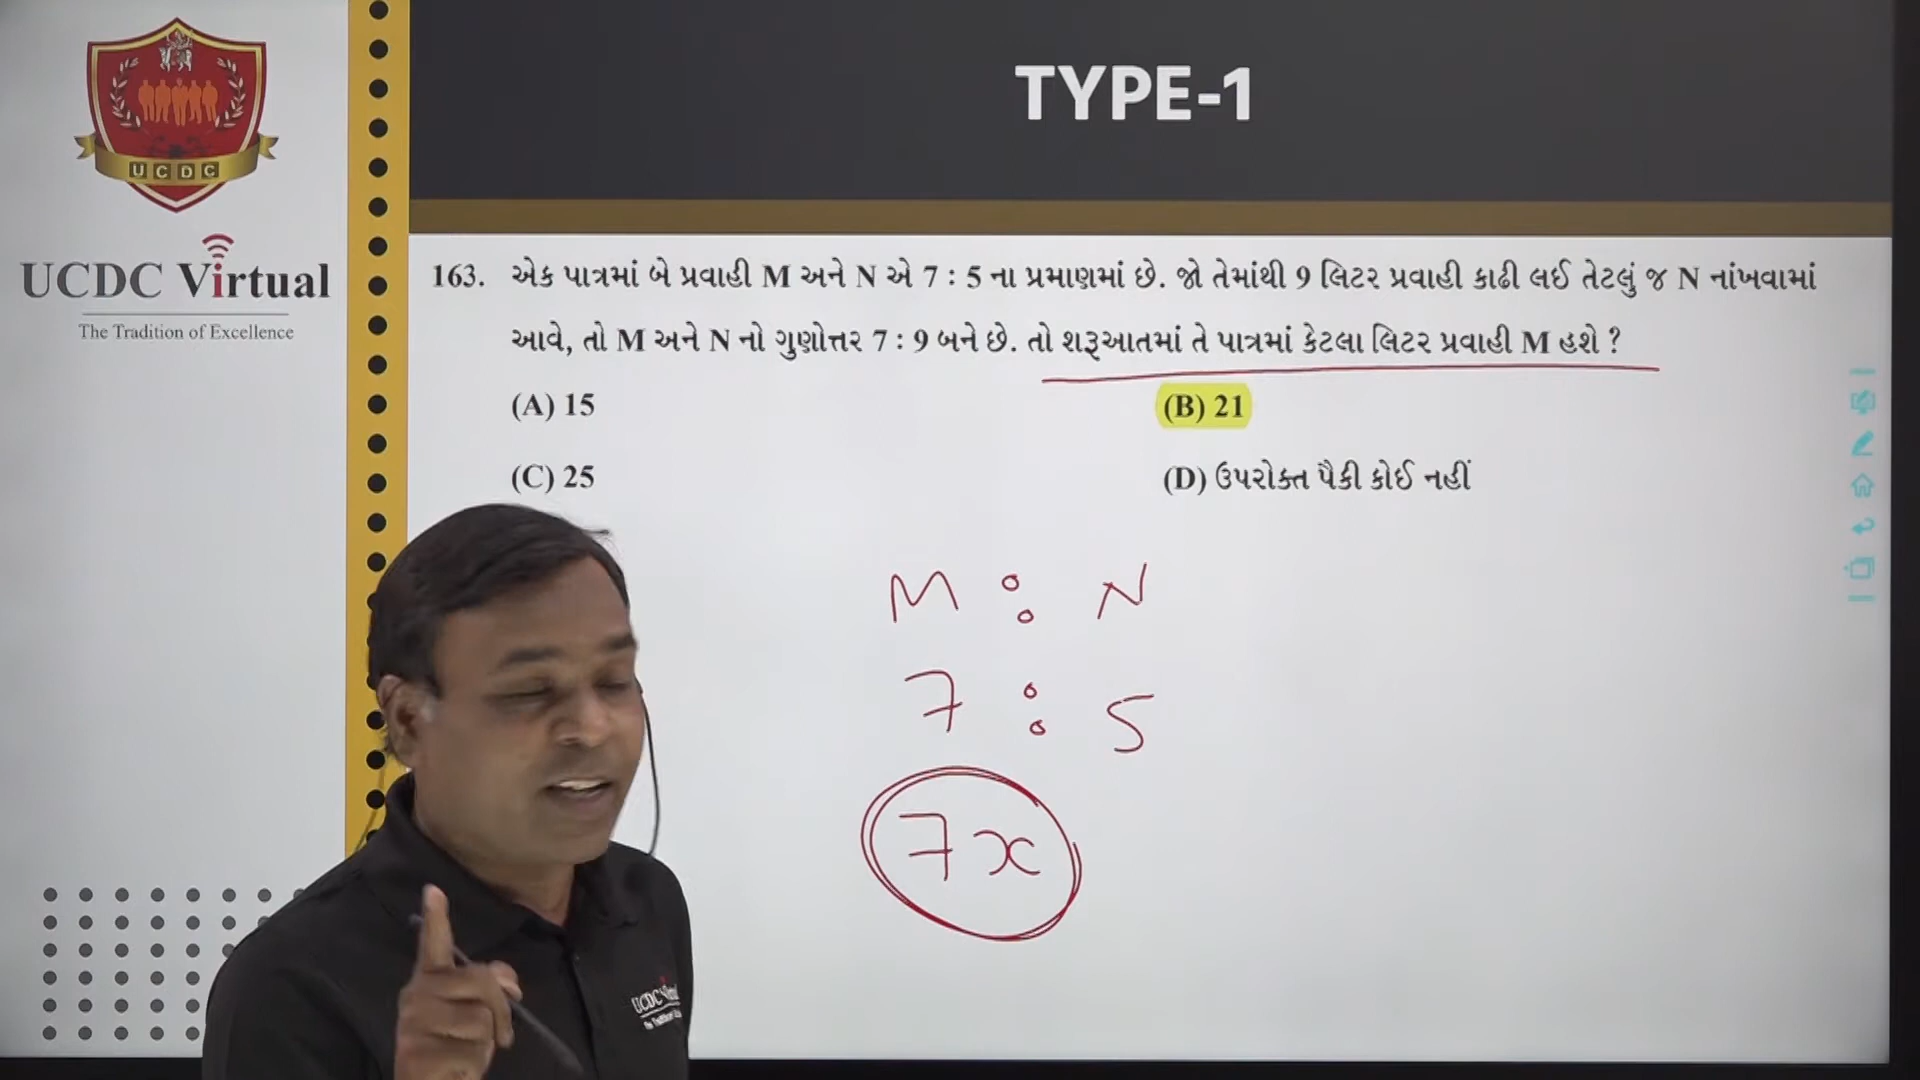 UCDC
UCDC Virtual
The Tradition of Excellence
TYPE-1
163. એક પાત્રમાં બે પ્રવાહી M અને N એ 7 : 5 ના પ્રમાણમાં છે. જો તેમાંથી 9 લિટર પ્રવાહી કાઢી લઈ તેટલું જ N નાંખવામાં
આવે, તો M અને N નો ગુણોત્તર 7 : 9 બને છે. તો શરૂઆતમાં તે પાત્રમાં કેટલા લિટર પ્રવાહી M હશે ?
(A) 15 (B) 21
(C) 25 (D) ઉપરોક્ત પૈકી કોઈ નહીં
M : N
7 : 5
7x
UCDC Virtual